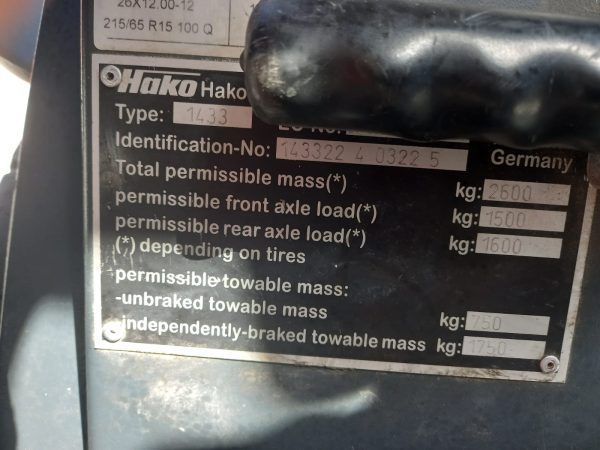 26X12.00-12
215/65 R15 100 Q
Hako Hako
Type: 1433
Identification-No: 143322 4 0322 5
Germany
Total permissible mass(*) kg: 2600
permissible front axle load(*) kg: 1500
permissible rear axle load(*) kg: 1600
(*) depending on tires
permissible towable mass:
-unbraked towable mass kg: 750
-independently-braked towable mass kg: 1750